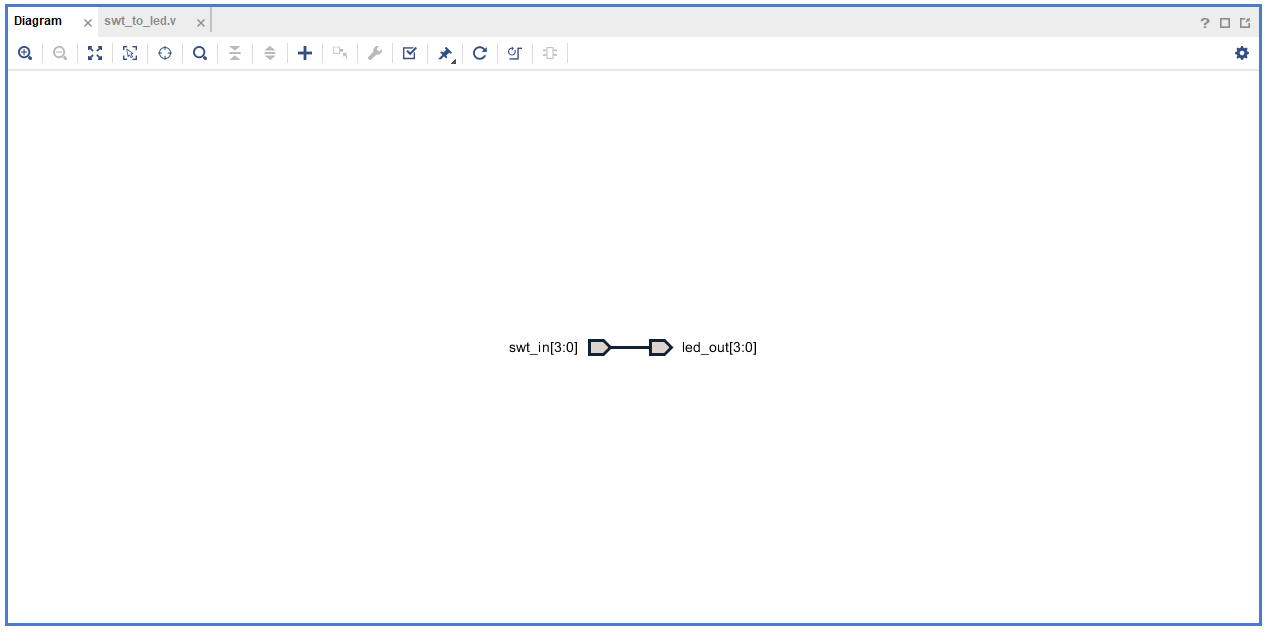 Diagram
swt_to_led.v
?
swt_in[3:0]
led_out[3:0]